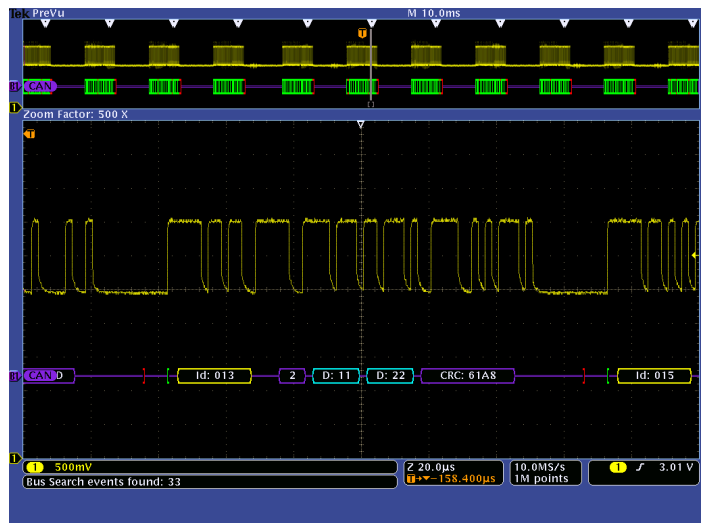 Tek PreVu M 10.0ms
T
B1 CAN
1
Zoom Factor: 500 X
T
B1 CAN D Id: 013 2 D: 11 D: 22 CRC: 61A8 Id: 015
1
1 500mV Z 20.0µs 10.0MS/s 1 3.01 V
T→▼-158.400µs 1M points
Bus Search events found: 33